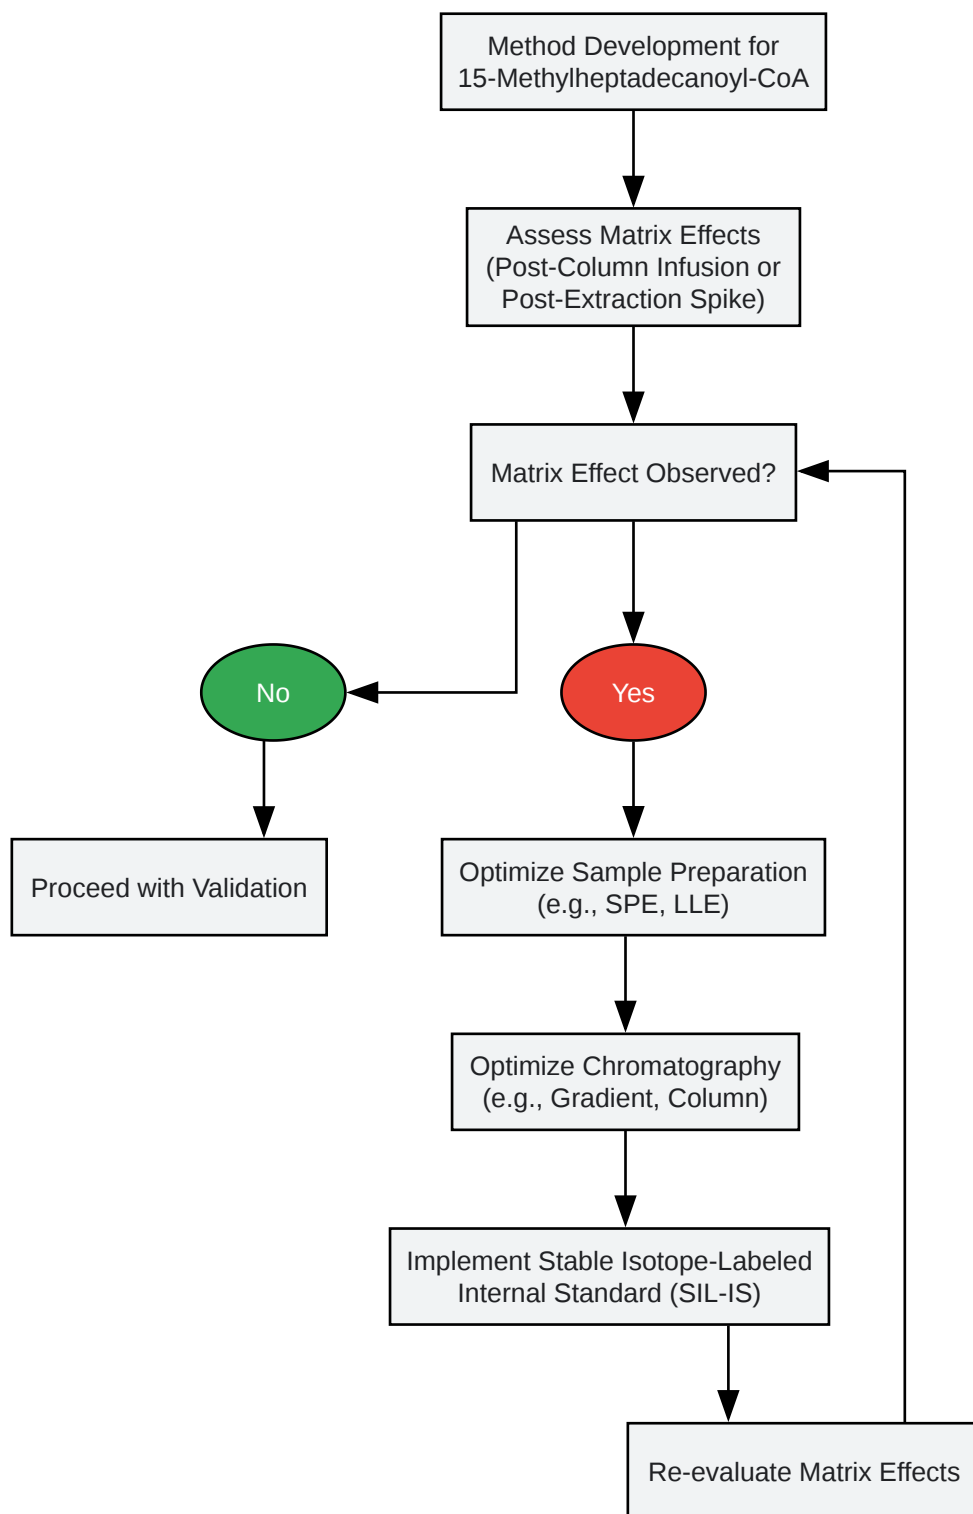 Method Development for
15-Methylheptadecanoyl-CoA
Assess Matrix Effects
(Post-Column Infusion or
Post-Extraction Spike)
Matrix Effect Observed?
No
Yes
Proceed with Validation
Optimize Sample Preparation
(e.g., SPE, LLE)
Optimize Chromatography
(e.g., Gradient, Column)
Implement Stable Isotope-Labeled
Internal Standard (SIL-IS)
Re-evaluate Matrix Effects